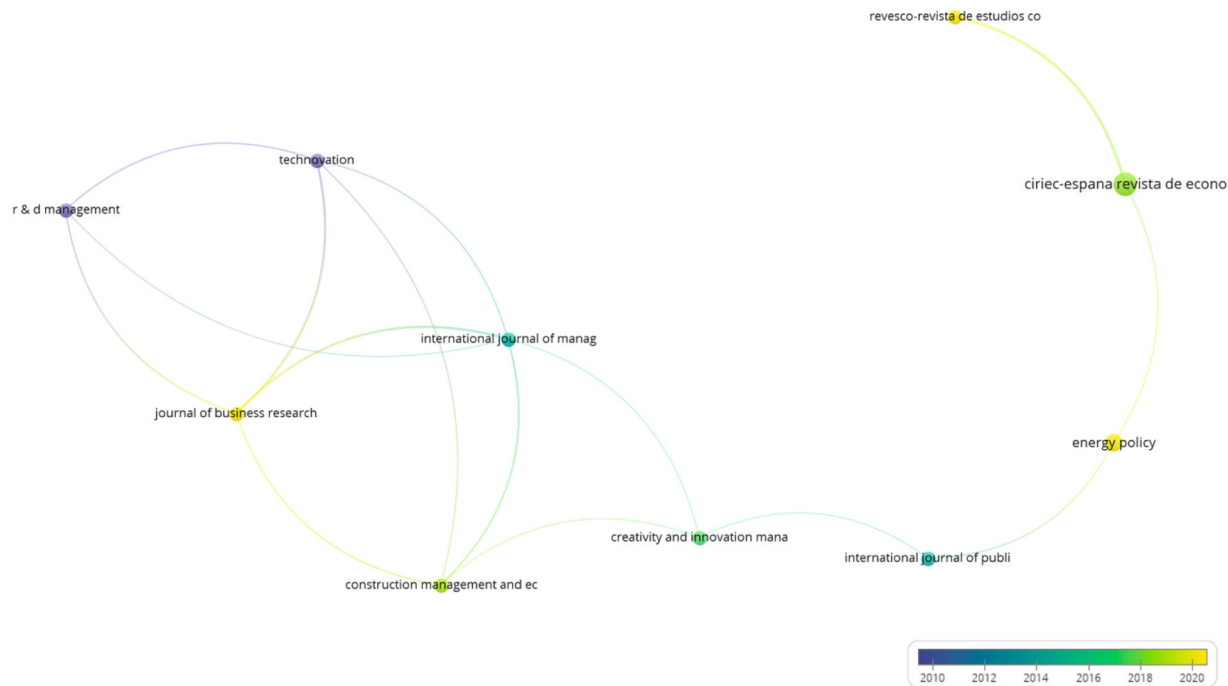 revesco-revista de estudios co
technovation
ciriec-espana revista de econo
r & d management
international journal of manag
journal of business research
energy policy
creativity and innovation mana
international journal of publi
construction management and ec
2010 2012 2014 2016 2018 2020